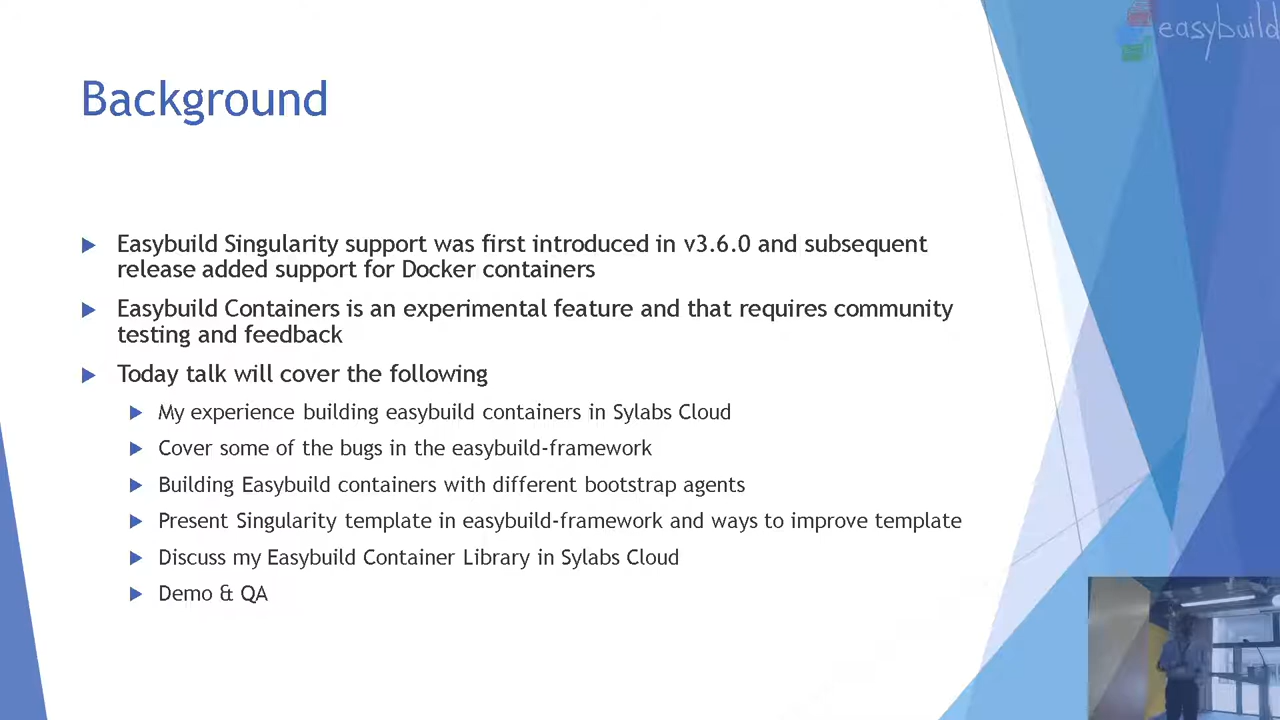 easybuild
Background
Easybuild Singularity support was first introduced in v3.6.0 and subsequent
release added support for Docker containers
Easybuild Containers is an experimental feature and that requires community
testing and feedback
Today talk will cover the following
My experience building easybuild containers in Sylabs Cloud
Cover some of the bugs in the easybuild-framework
Building Easybuild containers with different bootstrap agents
Present Singularity template in easybuild-framework and ways to improve template
Discuss my Easybuild Container Library in Sylabs Cloud
Demo & QA